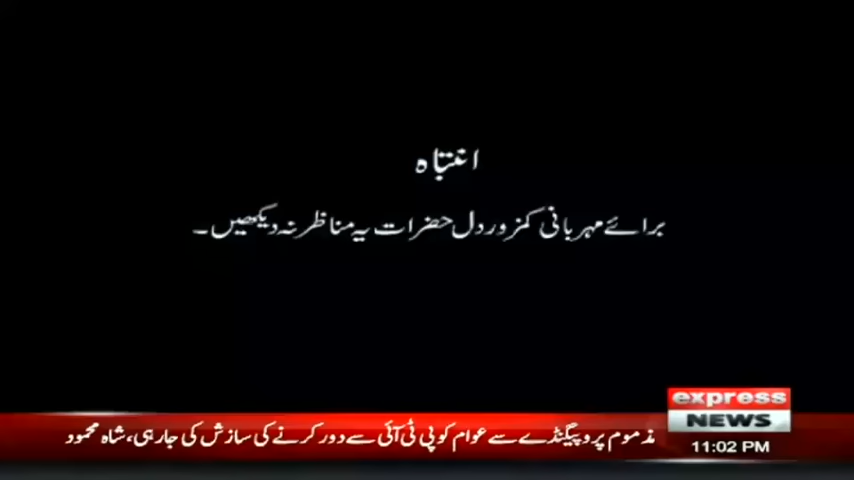 انتباہ
برائے مہربانی کمزور دل حضرات یہ مناظر نہ دیکھیں۔
express
NEWS
11:02 PM
مذموم پروپیگنڈے سے عوام کو پی ٹی آئی سے دور کرنے کی سازش کی جارہی، شاہ محمود